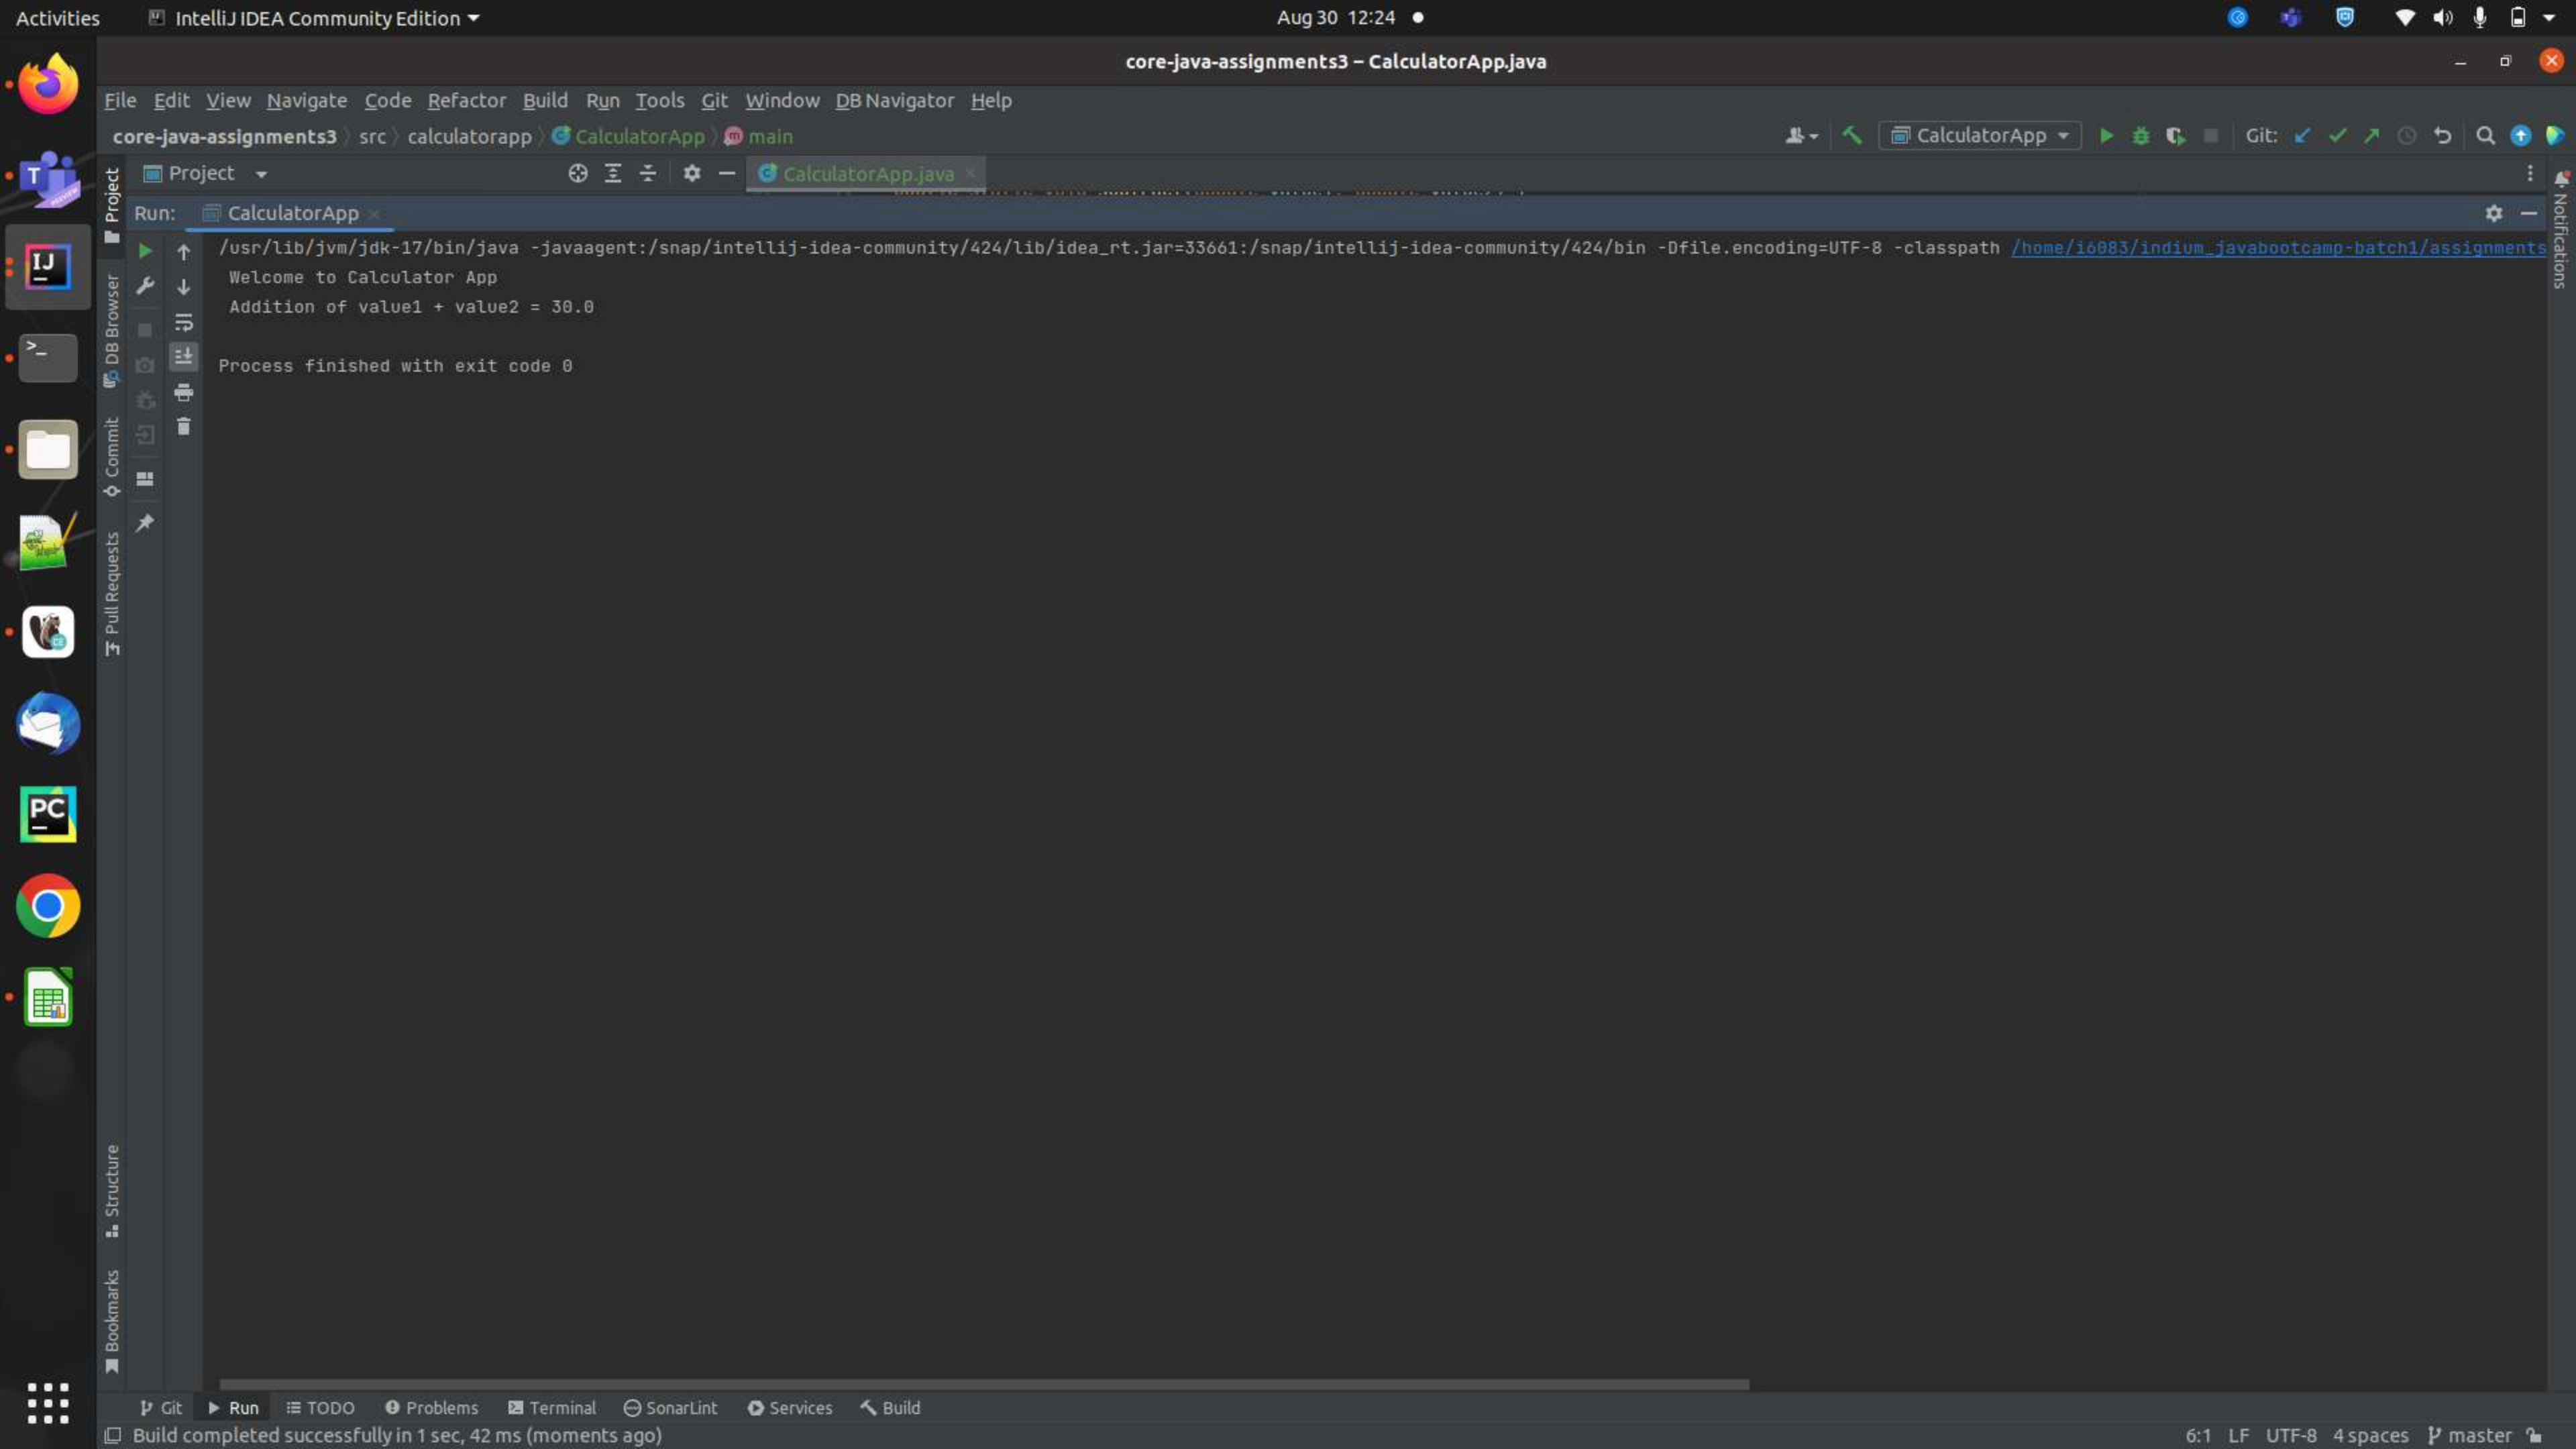 Activities IntelliJ IDEA Community Edition Aug 30 12:24
core-java-assignments3 – CalculatorApp.java
File Edit View Navigate Code Refactor Build Run Tools Git Window DB Navigator Help
core-java-assignments3 src calculatorapp CalculatorApp main CalculatorApp Git:
Project CalculatorApp.java
Run: CalculatorApp
/usr/lib/jvm/jdk-17/bin/java -javaagent:/snap/intellij-idea-community/424/lib/idea_rt.jar=33661:/snap/intellij-idea-community/424/bin -Dfile.encoding=UTF-8 -classpath /home/i6083/indium_javabootcamp-batch1/assignments
Welcome to Calculator App
Addition of value1 + value2 = 30.0
Process finished with exit code 0
Project
DB Browser
Commit
Pull Requests
Structure
Bookmarks
Notifications
Git Run TODO Problems Terminal SonarLint Services Build
Build completed successfully in 1 sec, 42 ms (moments ago) 6:1 LF UTF-8 4 spaces master